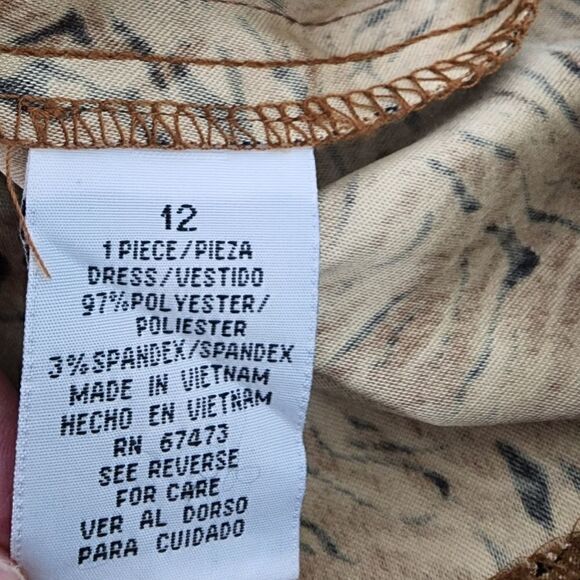 12
1 PIECE/PIEZA
DRESS/VESTIDO
97%POLYESTER/
POLIESTER
3%SPANDEX/SPANDEX
MADE IN VIETNAM
HECHO EN VIETNAM
RN 67473
SEE REVERSE
FOR CARE
VER AL DORSO
PARA CUIDADO